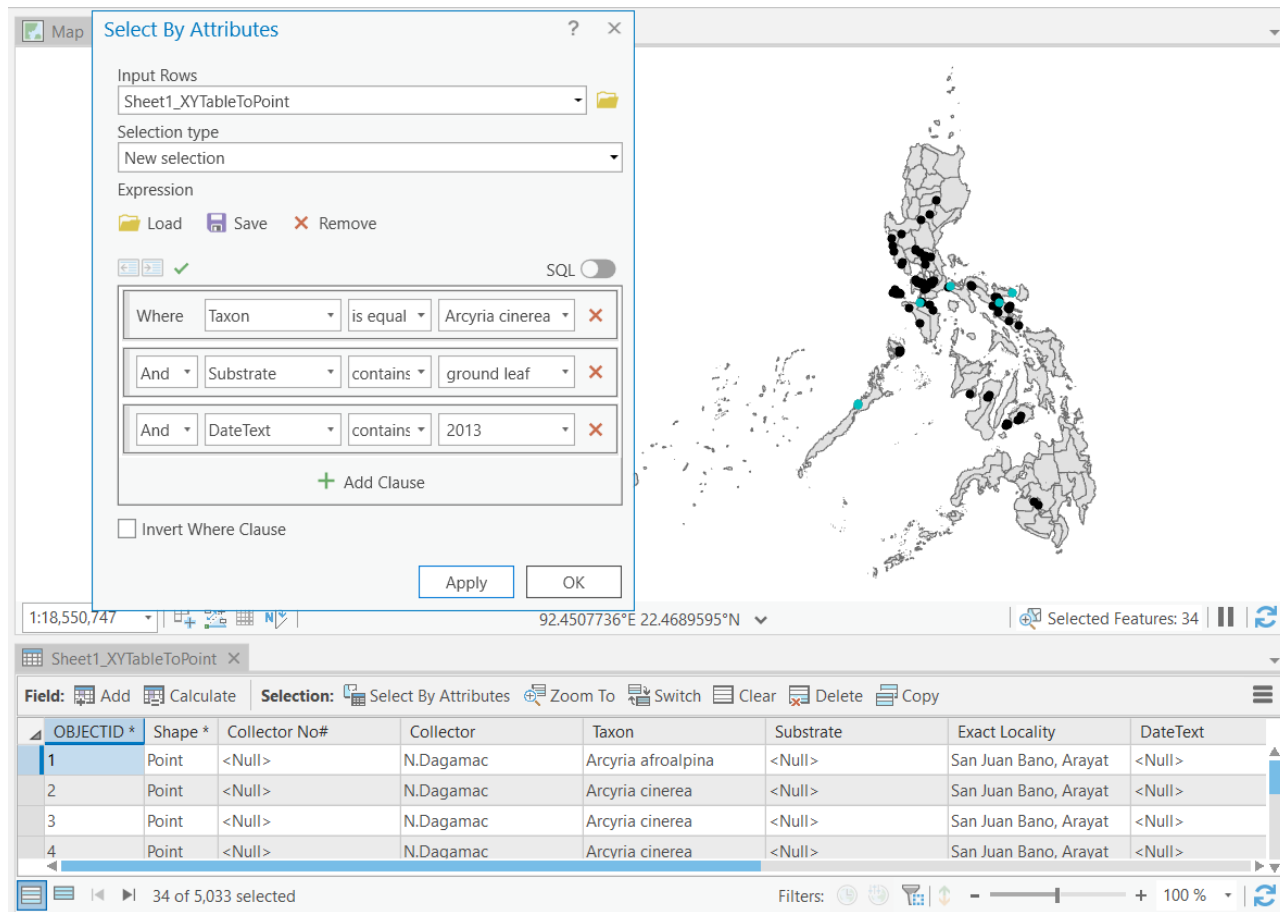 Map
Select By Attributes
?
Input Rows
Sheet1_XYTableToPoint
Selection type
New selection
Expression
Load Save Remove
SQL
Where Taxon is equal Arcyria cinerea
And Substrate contains ground leaf
And DateText contains 2013
+ Add Clause
Invert Where Clause
Apply OK
1:18,550,747 92.4507736°E 22.4689595°N Selected Features: 34
Sheet1_XYTableToPoint
Field: Add Calculate Selection: Select By Attributes Zoom To Switch Clear Delete Copy
OBJECTID * Shape * Collector No# Collector Taxon Substrate Exact Locality DateText
1 Point <Null> N.Dagamac Arcyria afroalpina <Null> San Juan Bano, Arayat <Null>
2 Point <Null> N.Dagamac Arcyria cinerea <Null> San Juan Bano, Arayat <Null>
3 Point <Null> N.Dagamac Arcyria cinerea <Null> San Juan Bano, Arayat <Null>
4 Point <Null> N.Dagamac Arcyria cinerea <Null> San Juan Bano, Arayat <Null>
34 of 5,033 selected Filters: - + 100 %